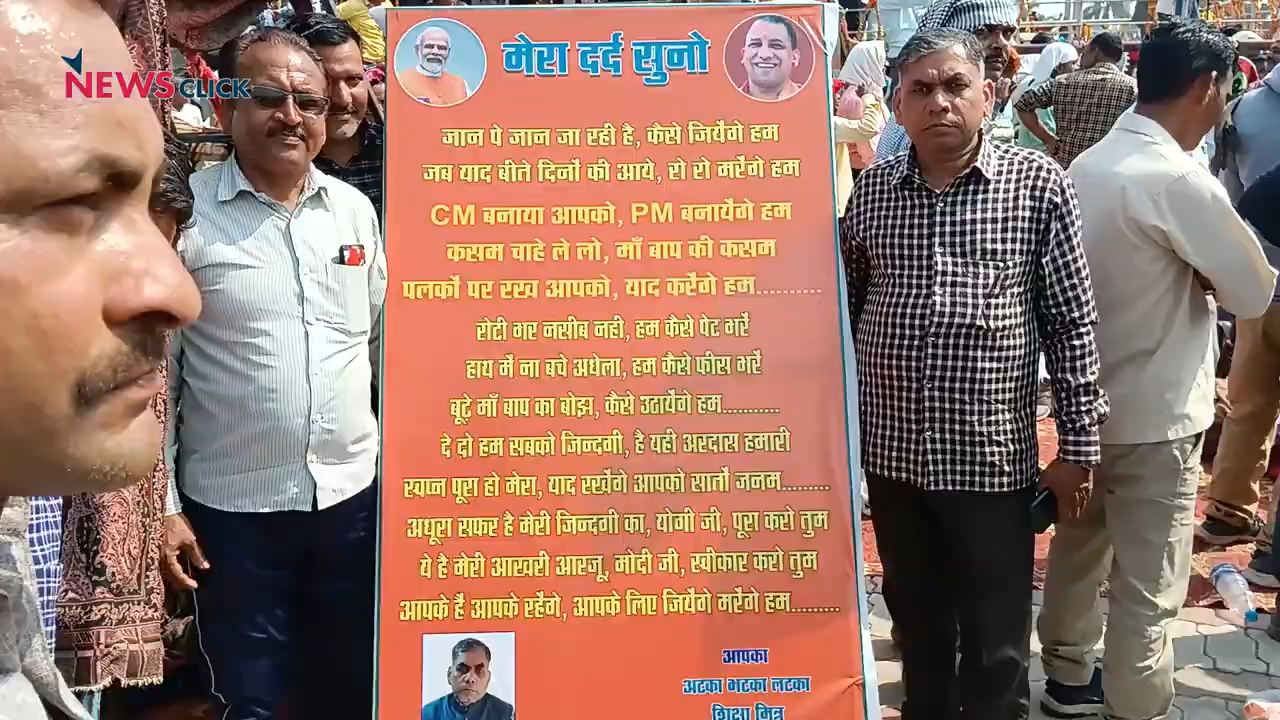 NEWSCLICK
मेरा दर्द सुनो
जान पे जान जा रही है, कैसे जियेंगे हम
जब याद बीते दिनों की आये, रो रो मरेंगे हम
CM बनाया आपको, PM बनायेंगे हम
कसम चाहे ले लो, माँ बाप की कसम
पलकों पर रख आपको, याद करेंगे हम..........
रोटी भर नसीब नही, हम कैसे पेट भरें
हाथ में ना बचे अधेला, हम कैसे फीस भरें
बूढ़े माँ बाप का बोझ, कैसे उठायेंगे हम...........
दे दो हम सबको जिन्दगी, है यही अरदास हमारी
स्वप्न पूरा हो मेरा, याद रखेंगे आपको सातों जनम.........
अधूरा सफर है मेरी जिन्दगी का, योगी जी, पूरा करो तुम
ये है मेरी आखरी आरजू, मोदी जी, स्वीकार करो तुम
आपके हैं आपके रहेंगे, आपके लिए जियेंगे मरेंगे हम.........
आपका
अटका भटका लटका
शिक्षा मित्र